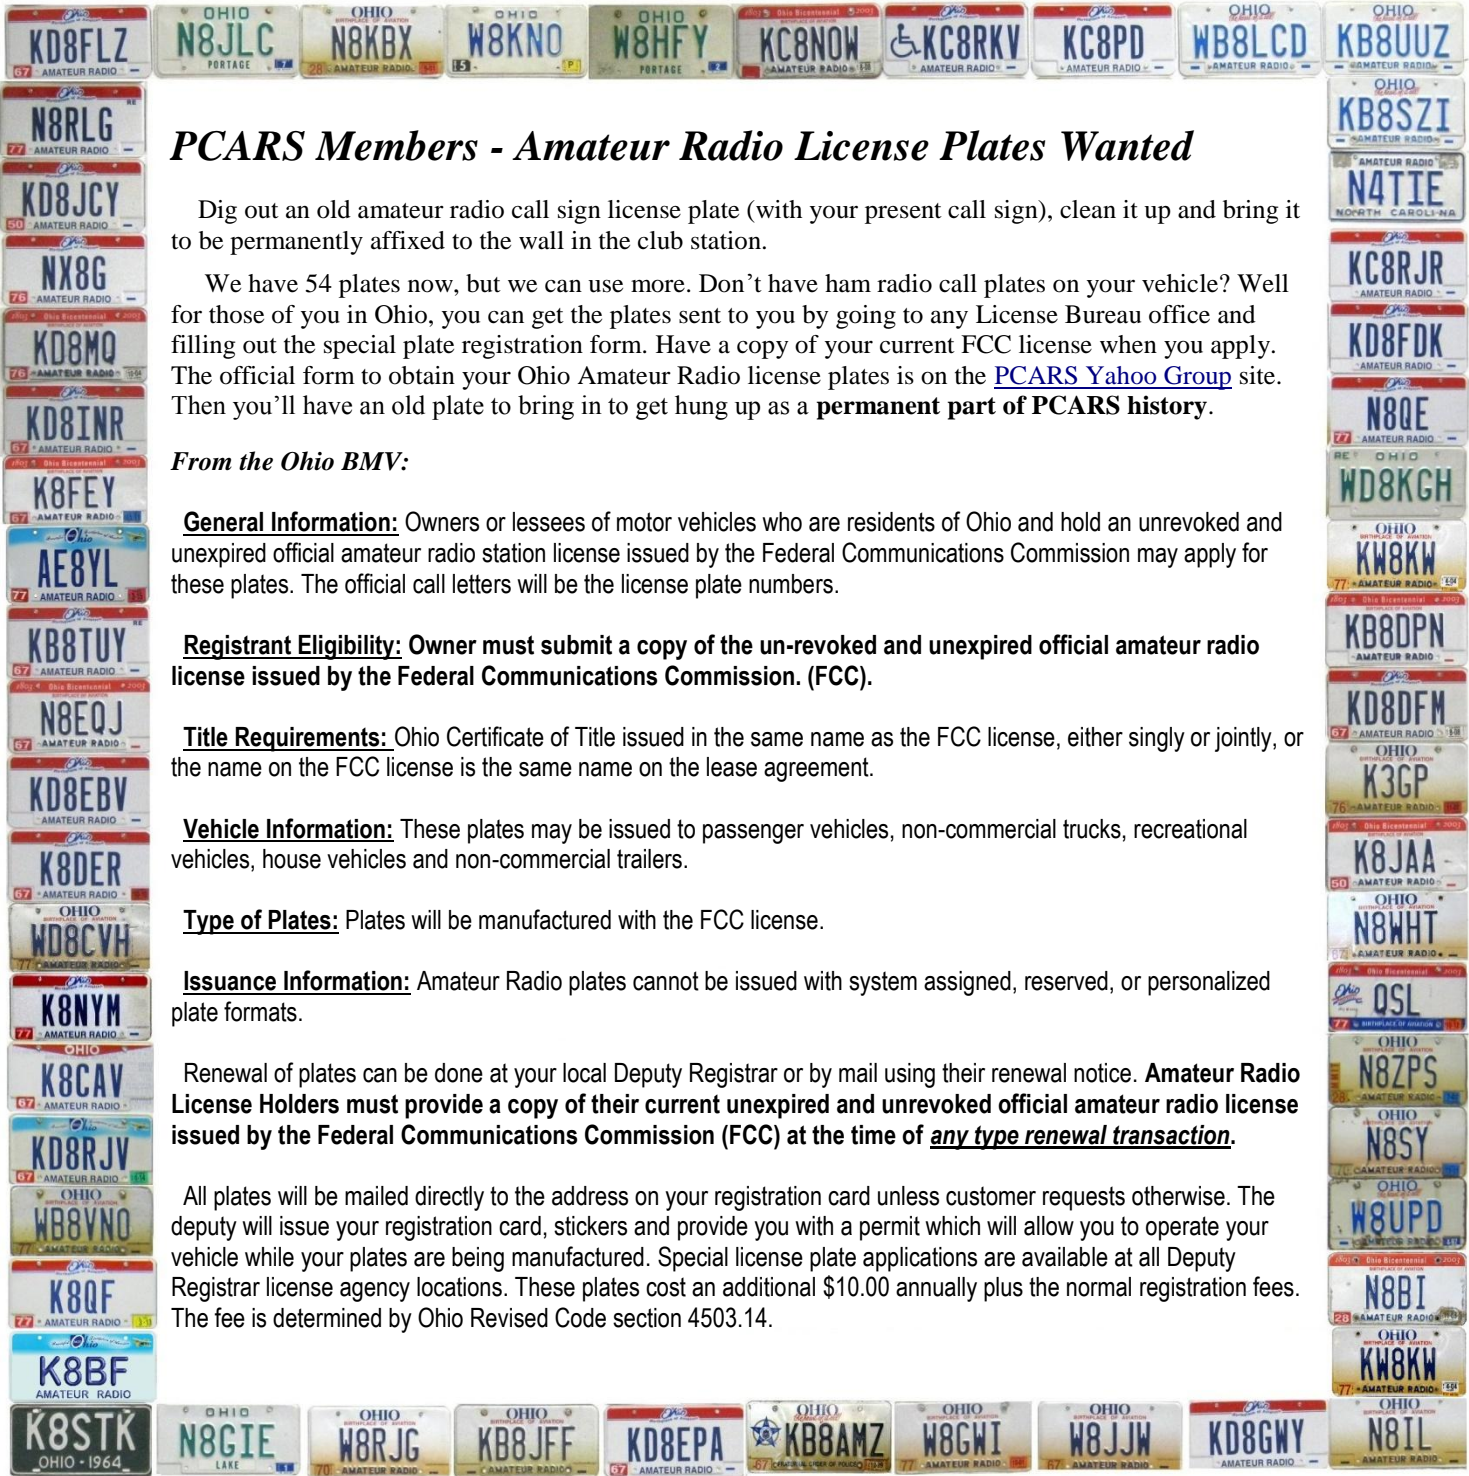 KD8FLZ
N8JLC
N8KBX
W8KNO
W8HFY
KC8NOW
KC8RKV
KC8PD
WB8LCD
KB8UUZ
PCARS Members - Amateur Radio License Plates Wanted
Dig out an old amateur radio call sign license plate (with your present call sign), clean it up and bring it
to be permanently affixed to the wall in the club station.
We have 54 plates now, but we can use more. Don’t have ham radio call plates on your vehicle? Well
for those of you in Ohio, you can get the plates sent to you by going to any License Bureau office and
filling out the special plate registration form. Have a copy of your current FCC license when you apply.
The official form to obtain your Ohio Amateur Radio license plates is on the PCARS Yahoo Group site.
Then you’ll have an old plate to bring in to get hung up as a permanent part of PCARS history.
From the Ohio BMV:
General Information: Owners or lessees of motor vehicles who are residents of Ohio and hold an unrevoked and
unexpired official amateur radio station license issued by the Federal Communications Commission may apply for
these plates. The official call letters will be the license plate numbers.
Registrant Eligibility: Owner must submit a copy of the un-revoked and unexpired official amateur radio
license issued by the Federal Communications Commission. (FCC).
Title Requirements: Ohio Certificate of Title issued in the same name as the FCC license, either singly or jointly, or
the name on the FCC license is the same name on the lease agreement.
Vehicle Information: These plates may be issued to passenger vehicles, non-commercial trucks, recreational
vehicles, house vehicles and non-commercial trailers.
Type of Plates: Plates will be manufactured with the FCC license.
Issuance Information: Amateur Radio plates cannot be issued with system assigned, reserved, or personalized
plate formats.
Renewal of plates can be done at your local Deputy Registrar or by mail using their renewal notice. Amateur Radio
License Holders must provide a copy of their current unexpired and unrevoked official amateur radio license
issued by the Federal Communications Commission (FCC) at the time of any type renewal transaction.
All plates will be mailed directly to the address on your registration card unless customer requests otherwise. The
deputy will issue your registration card, stickers and provide you with a permit which will allow you to operate your
vehicle while your plates are being manufactured. Special license plate applications are available at all Deputy
Registrar license agency locations. These plates cost an additional $10.00 annually plus the normal registration fees.
The fee is determined by Ohio Revised Code section 4503.14.
N8RLG
KD8JCY
NX8G
KD8MQ
KD8INR
K8FEY
AE8YL
KB8TUY
N8EQJ
KD8EBV
K8DER
WD8CVH
K8NYM
K8CAV
KD8RJV
WB8VNO
K8QF
K8BF
AMATEUR RADIO
KB8SZI
AMATEUR RADIO
N4TIE
NORTH CAROLINA
KC8RJR
KD8FDK
N8QE
WD8KGH
KW8KW
KB8DPN
KD8DFM
K3GP
K8JAA
N8WHT
QSL
N8ZPS
N8SY
W8UPD
N8BI
KW8KW
K8STK
OHIO - 1964
N8GIE
LAKE
W8RJG
KB8JFF
KD8EPA
KB8AMZ
W8GWI
W8JJW
KD8GWY
N8IL